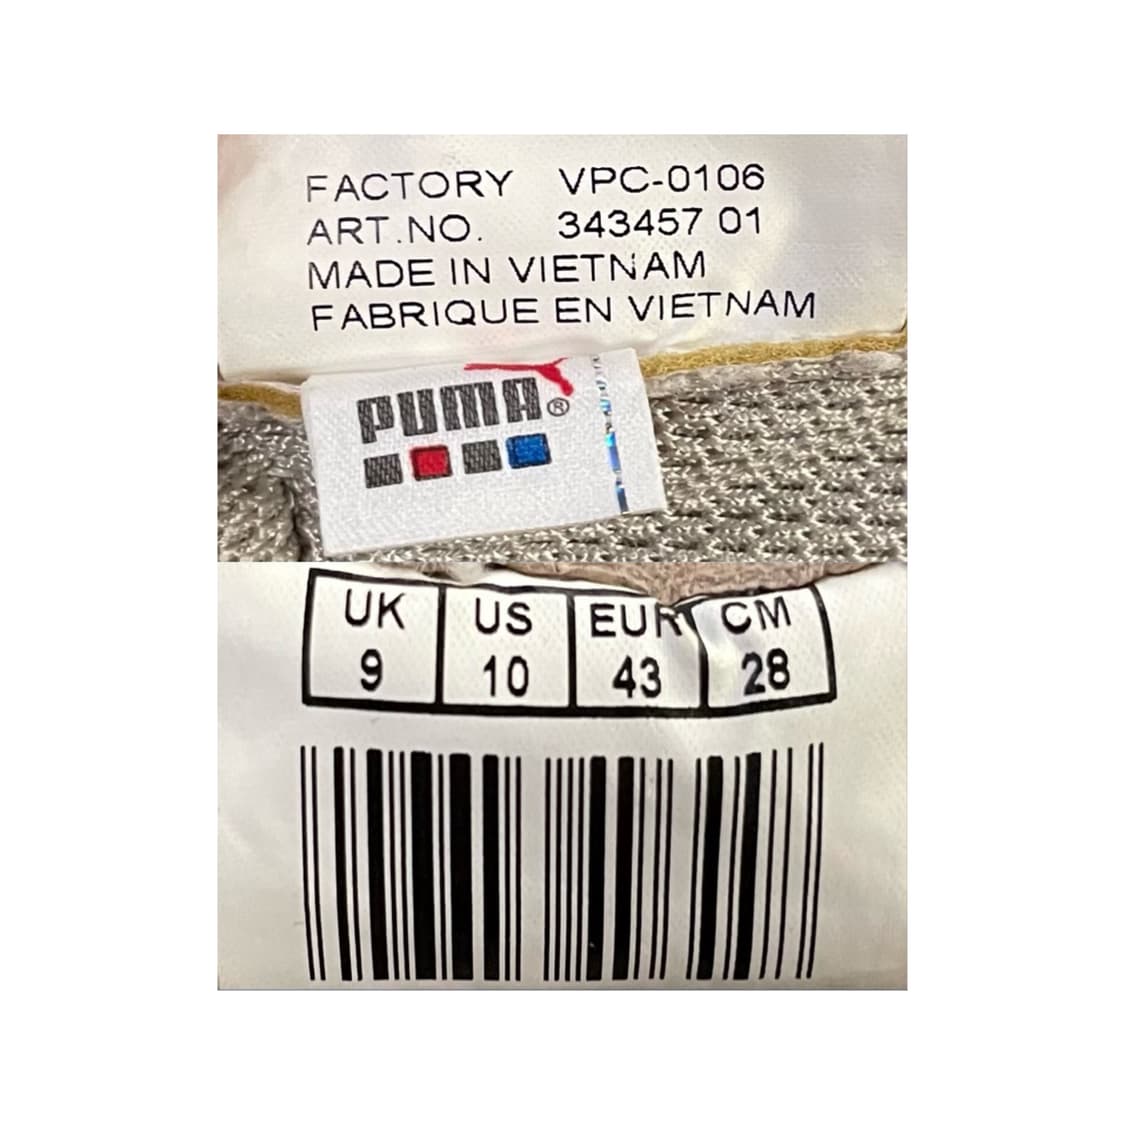 FACTORY VPC-0106
ART.NO. 343457 01
MADE IN VIETNAM
FABRIQUE EN VIETNAM
PUMA®
UK US EUR CM
9 10 43 28